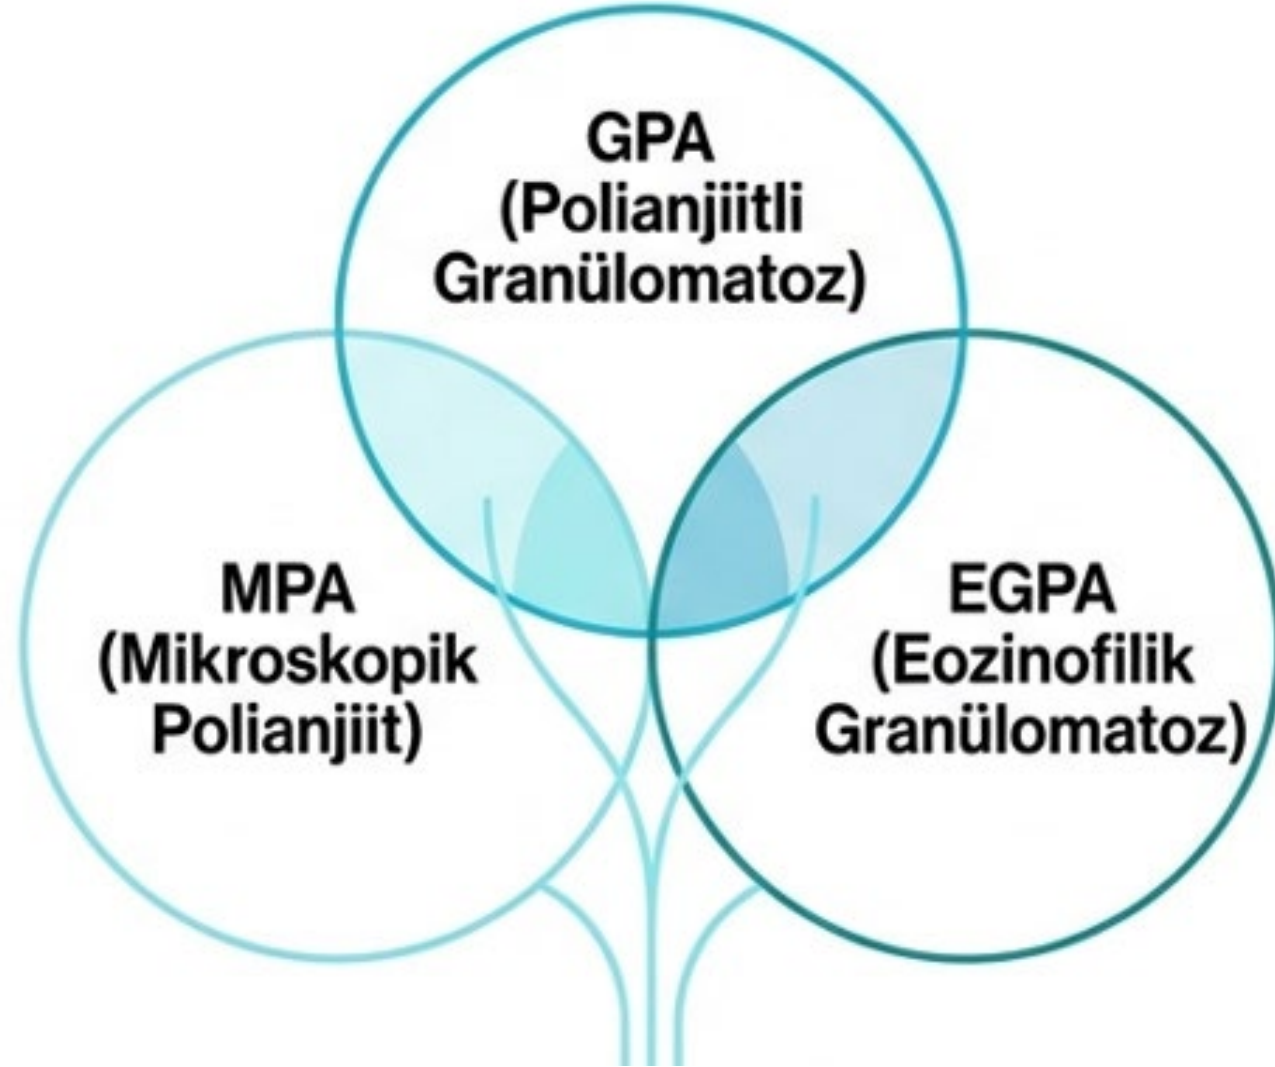 GPA
(Polianjiitli
Granülomatoz)
MPA
(Mikroskopik
Polianjiit)
EGPA
(Eozinofilik
Granülomatoz)